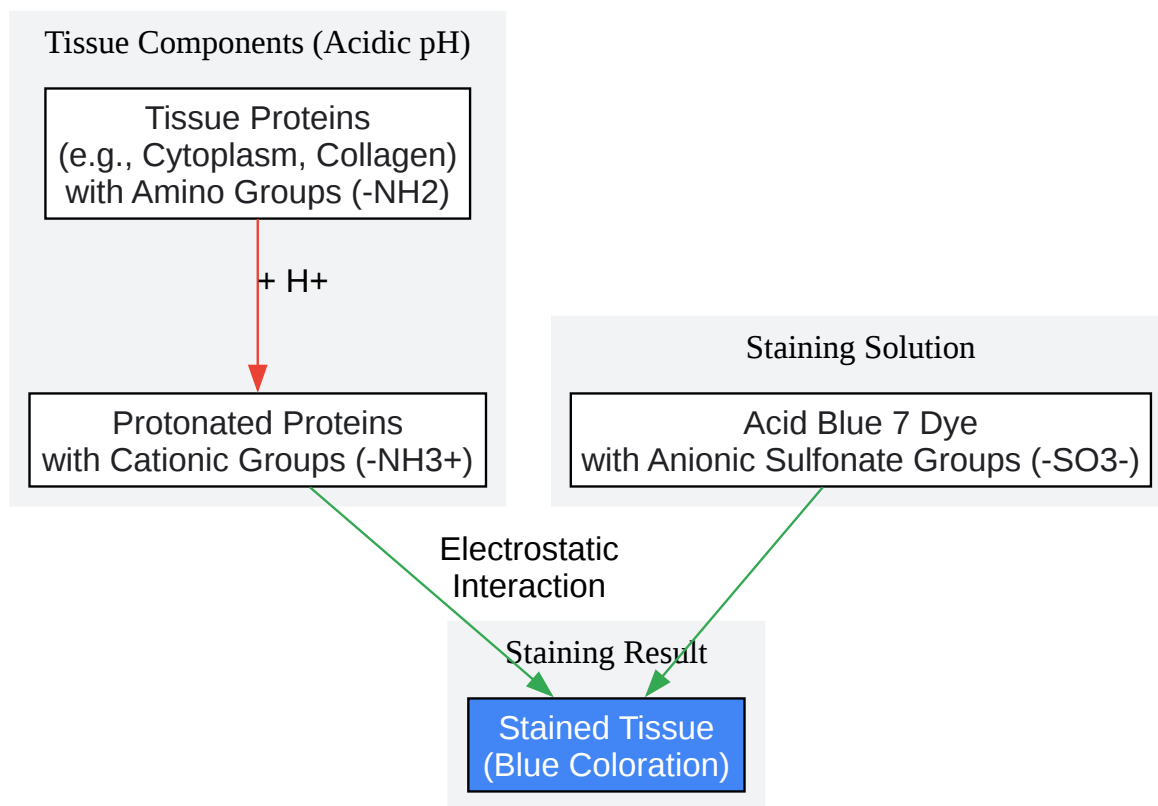 Tissue Components (Acidic pH)
Tissue Proteins
(e.g., Cytoplasm, Collagen)
with Amino Groups (-NH2)
+ H+
Protonated Proteins
with Cationic Groups (-NH3+)
Staining Solution
Acid Blue 7 Dye
with Anionic Sulfonate Groups (-SO3-)
Electrostatic
Interaction
Staining Result
Stained Tissue
(Blue Coloration)